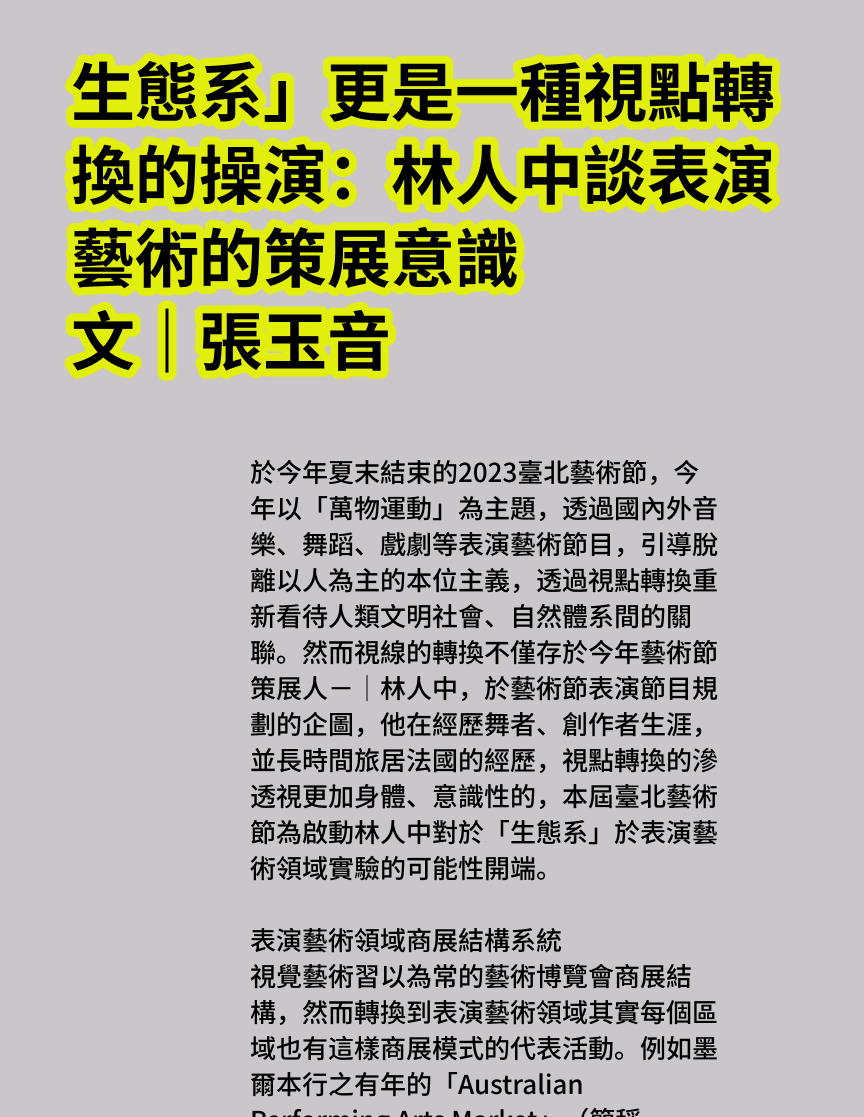 生態系」更是一種視點轉
換的操演：林人中談表演
藝術的策展意識
文｜張玉音
於今年夏末結束的2023臺北藝術節，今
年以「萬物運動」為主題，透過國內外音
樂、舞蹈、戲劇等表演藝術節目，引導脫
離以人為主的本位主義，透過視點轉換重
新看待人類文明社會、自然體系間的關
聯。然而視線的轉換不僅存於今年藝術節
策展人－｜林人中，於藝術節表演節目規
劃的企圖，他在經歷舞者、創作者生涯，
並長時間旅居法國的經歷，視點轉換的滲
透視更加身體、意識性的，本屆臺北藝術
節為啟動林人中對於「生態系」於表演藝
術領域實驗的可能性開端。
表演藝術領域商展結構系統
視覺藝術習以為常的藝術博覽會商展結
構，然而轉換到表演藝術領域其實每個區
域也有這樣商展模式的代表活動。例如墨
爾本行之有年的「Australian
Performing Arts Market」（簡稱